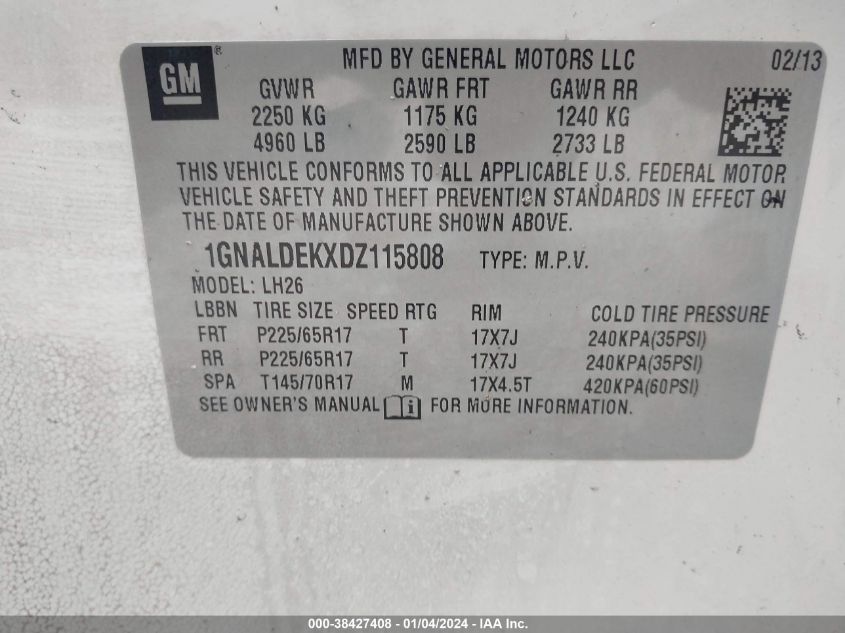 GM® MFD BY GENERAL MOTORS LLC 02/13
GVWR GAWR FRT GAWR RR
2250 KG 1175 KG 1240 KG
4960 LB 2590 LB 2733 LB
THIS VEHICLE CONFORMS TO ALL APPLICABLE U.S. FEDERAL MOTOR
VEHICLE SAFETY AND THEFT PREVENTION STANDARDS IN EFFECT ON
THE DATE OF MANUFACTURE SHOWN ABOVE.
1GNALDEKXDZ115808 TYPE: M.P.V.
MODEL: LH26
LBBN TIRE SIZE SPEED RTG RIM COLD TIRE PRESSURE
FRT P225/65R17 T 17X7J 240KPA(35PSI)
RR P225/65R17 T 17X7J 240KPA(35PSI)
SPA T145/70R17 M 17X4.5T 420KPA(60PSI)
SEE OWNER'S MANUAL i FOR MORE INFORMATION.
000-38427408 - 01/04/2024 - IAA Inc.